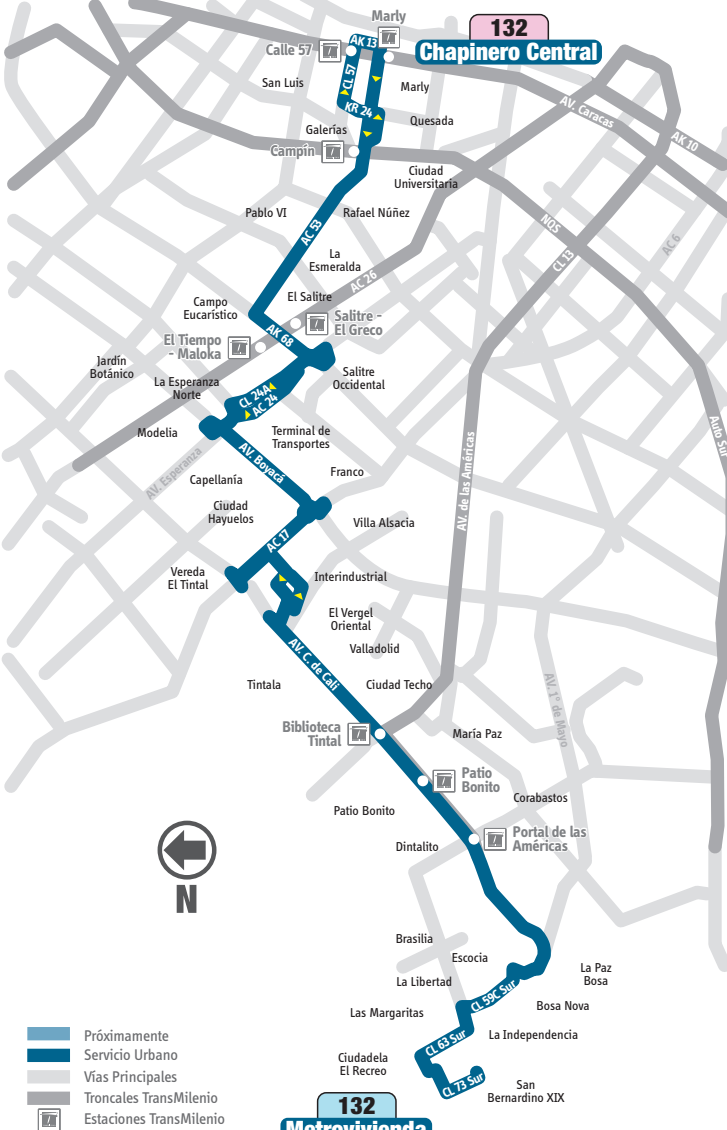 Marly
132
Chapinero Central
AK 13
Calle 57
CL 57
San Luis
Marly
KR 24
AV. Caracas
Quesada
Galerías
AK 10
Campín
Ciudad
Universitaria
Pablo VI
Rafael Núñez
AC 53
NQS
AC 6
CL 13
La
Esmeralda
AC 26
El Salitre
Campo
Eucarístico
Salitre -
El Greco
AK 68
El Tiempo
- Maloka
Jardín
Botánico
La Esperanza
Norte
Salitre
Occidental
CL 24A
AC 24
Auto Sur
Modelia
Terminal de
Transportes
AV. Esperanza
AV. Boyacá
AV. de las Américas
Capellanía
Franco
Ciudad
Hayuelos
Villa Alsacia
AC 17
Vereda
El Tintal
Interindustrial
El Vergel
Oriental
Valladolid
AV. C. de Cali
Tintala
Ciudad Techo
AV. 1º de Mayo
Biblioteca
Tintal
María Paz
Patio
Bonito
Corabastos
Patio Bonito
Portal de las
Américas
Dintalito
N
Brasilia
Escocia
La Paz
Bosa
La Libertad
CL 59C Sur
Bosa Nova
Las Margaritas
La Independencia
CL 63 Sur
Ciudadela
El Recreo
CL 73 Sur
San
Bernardino XIX
Próximamente
Servicio Urbano
Vías Principales
Troncales TransMilenio
Estaciones TransMilenio
132
Metrovivienda